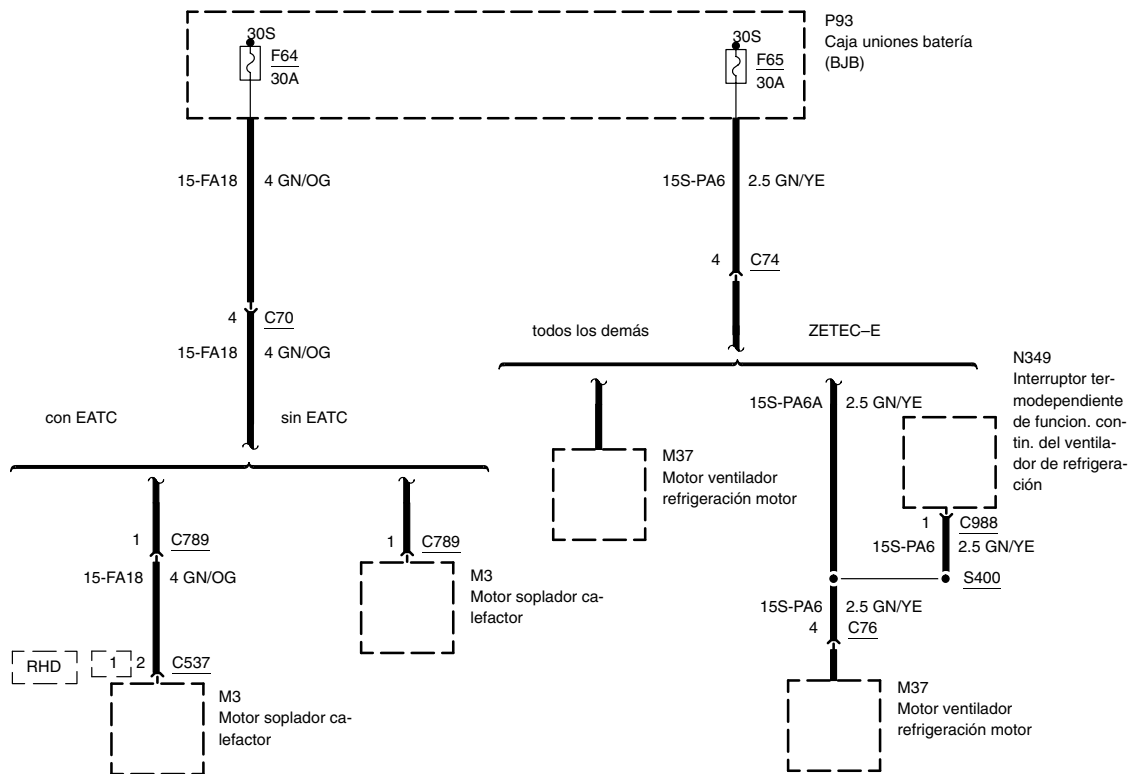 P93
Caja uniones batería
(BJB)
30S
F64
30A
30S
F65
30A
15-FA18
4 GN/OG
15S-PA6
2.5 GN/YE
4
C74
4
C70
15-FA18
4 GN/OG
todos los demás
ZETEC–E
con EATC
sin EATC
N349
Interruptor ter-
modependiente
de funcion. con-
tin. del ventila-
dor de refrigera-
ción
15S-PA6A
2.5 GN/YE
M37
Motor ventilador
refrigeración motor
1
C988
15S-PA6
2.5 GN/YE
1
C789
1
C789
15-FA18
4 GN/OG
M3
Motor soplador ca-
lefactor
S400
15S-PA6
2.5 GN/YE
4
C76
RHD
1
2
C537
M3
Motor soplador ca-
lefactor
M37
Motor ventilador
refrigeración motor